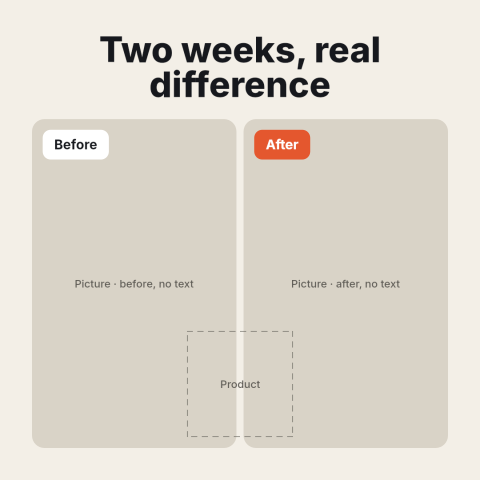 Two weeks, real
difference
Before
After
Picture · before, no text
Picture · after, no text
Product